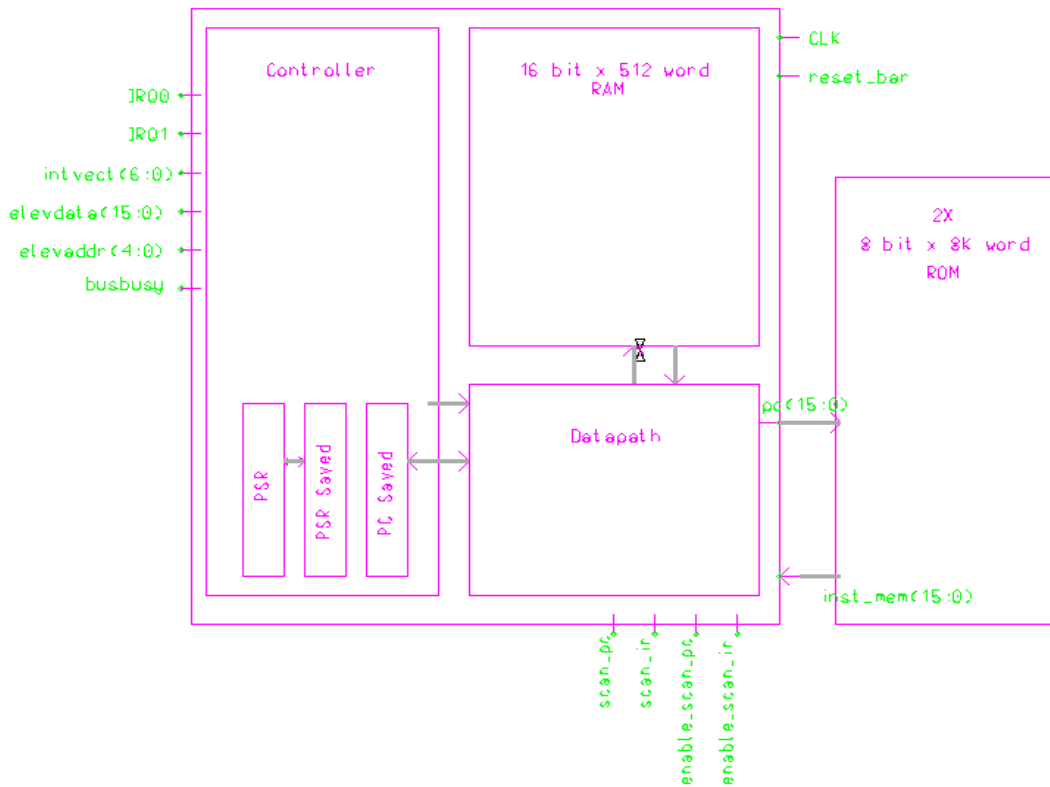 Controller
16 bit x 512 word
RAM
CLK
reset_bar
IRQ0
IRQ1
intvect(6:0)
elevdata(15:0)
elevaddr(4:0)
busbusy
2X
8 bit x 8K word
ROM
pc(15:0)
Datapath
PSR
PSR Saved
PC Saved
inst_mem(15:0)
scan_pc
scan_ir
enable_scan_pc
enable_scan_ir